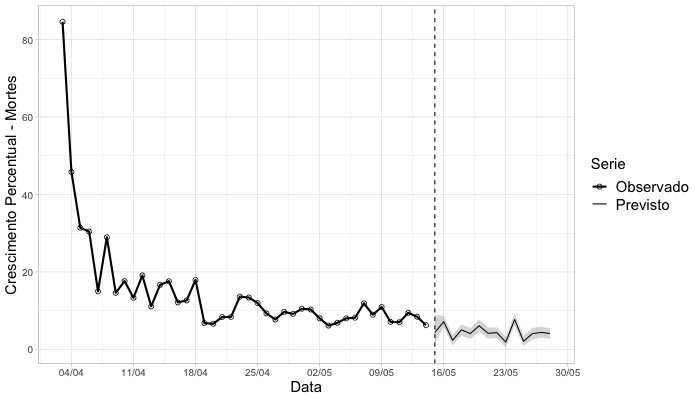 Crescimento Percentual - Mortes
80
60
40
20
0
04/04
11/04
18/04
25/04
02/05
09/05
16/05
23/05
30/05
Data
Serie
Observado
Previsto